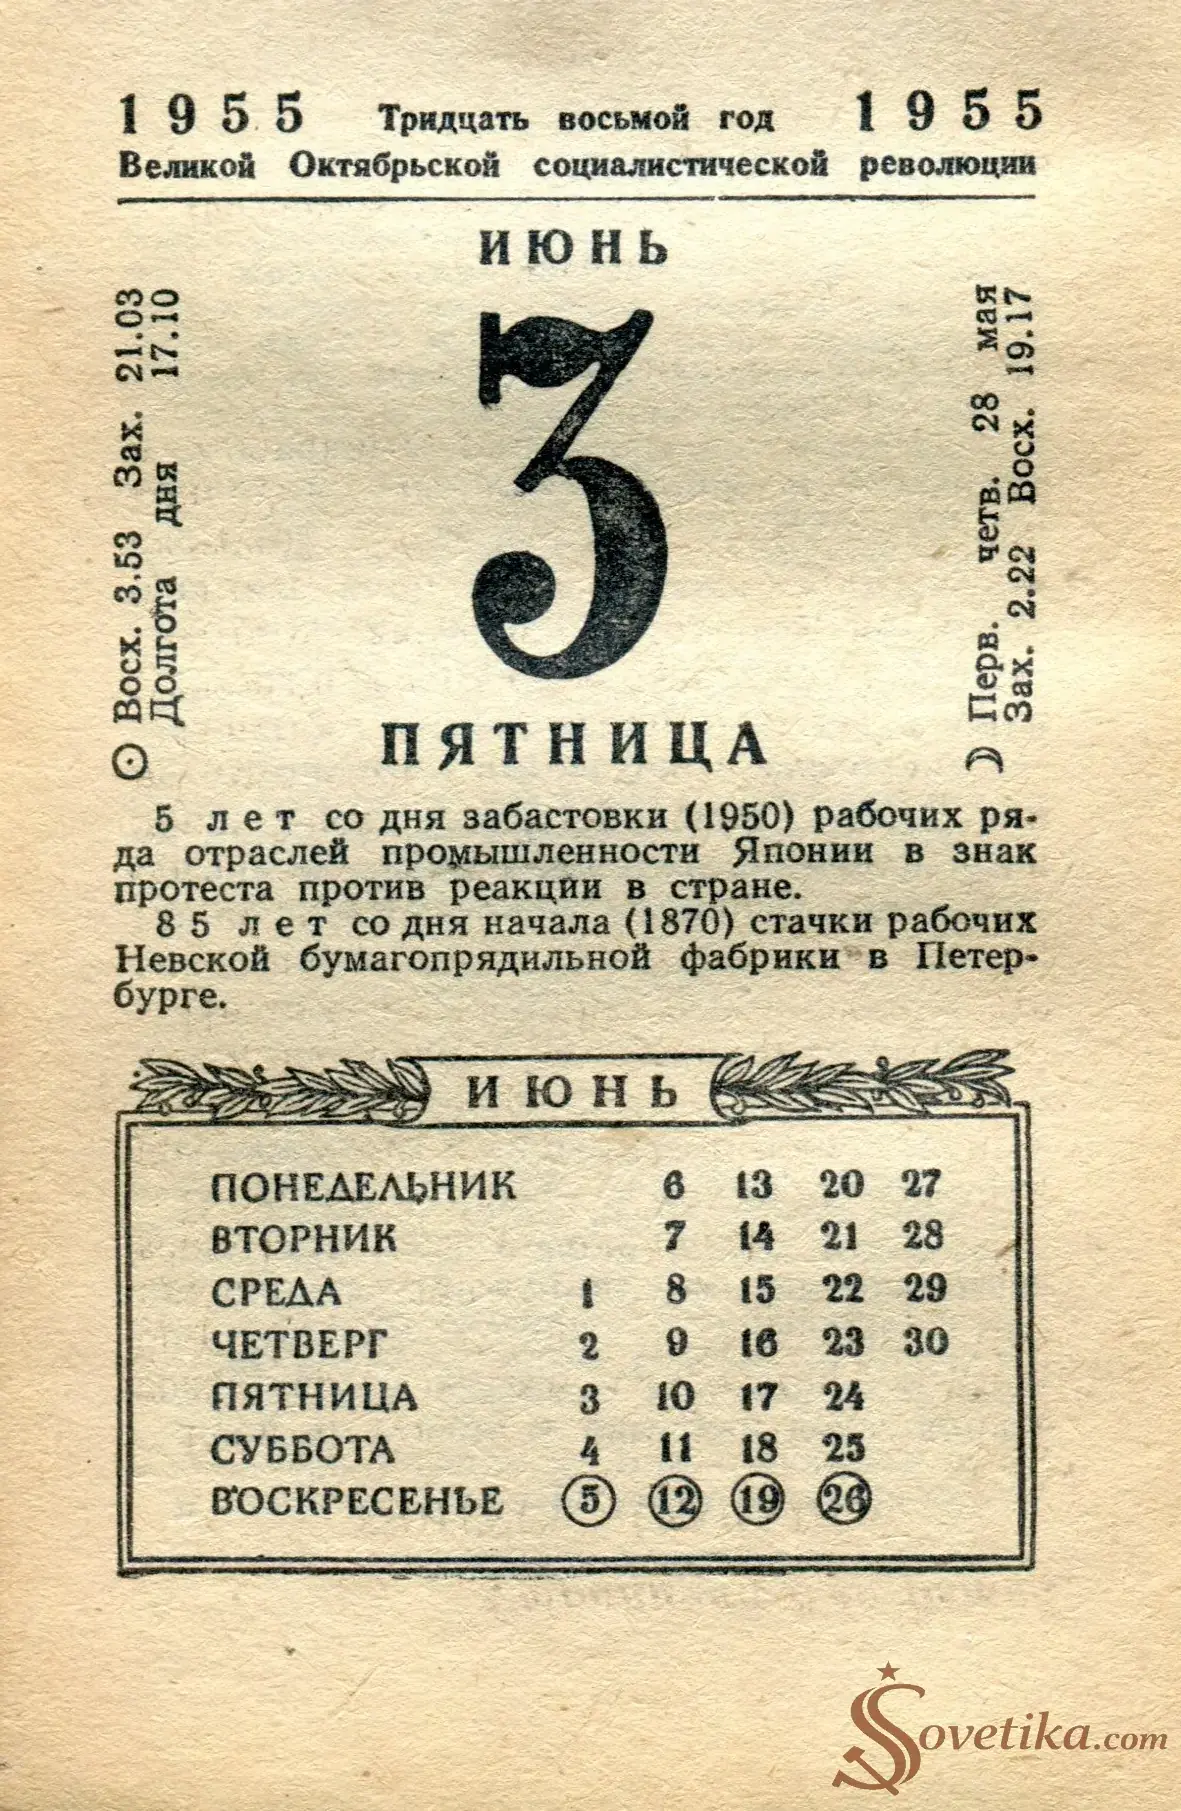 1955 Тридцать восьмой год 1955
Великой Октябрьской социалистической революции
ИЮНЬ
Восх. 3.53 Зах. 21.03
Долгота дня 17.10
3
Перв. четв. 28 мая
Зах. 2.22 Восх. 19.17
ПЯТНИЦА
5 лет со дня забастовки (1950) рабочих ря-
да отраслей промышленности Японии в знак
протеста против реакции в стране.
85 лет со дня начала (1870) стачки рабочих
Невской бумагопрядильной фабрики в Петер-
бурге.
ИЮНЬ
ПОНЕДЕЛЬНИК 6 13 20 27
ВТОРНИК 7 14 21 28
СРЕДА 1 8 15 22 29
ЧЕТВЕРГ 2 9 16 23 30
ПЯТНИЦА 3 10 17 24
СУББОТА 4 11 18 25
ВОСКРЕСЕНЬЕ 5 12 19 26
Sovetika.com